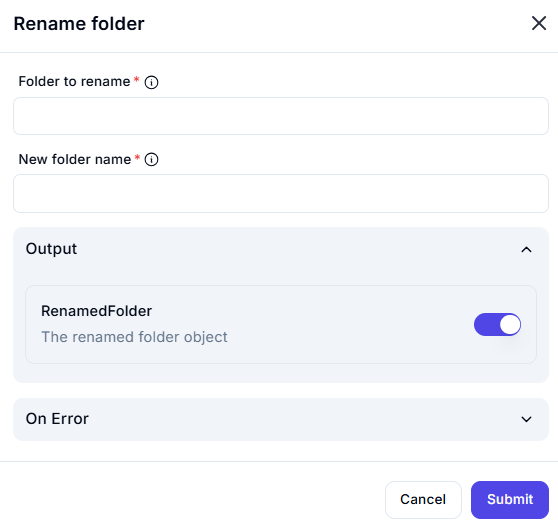 Rename folder
Folder to rename *
New folder name *
Output
RenamedFolder
The renamed folder object
On Error
Cancel Submit